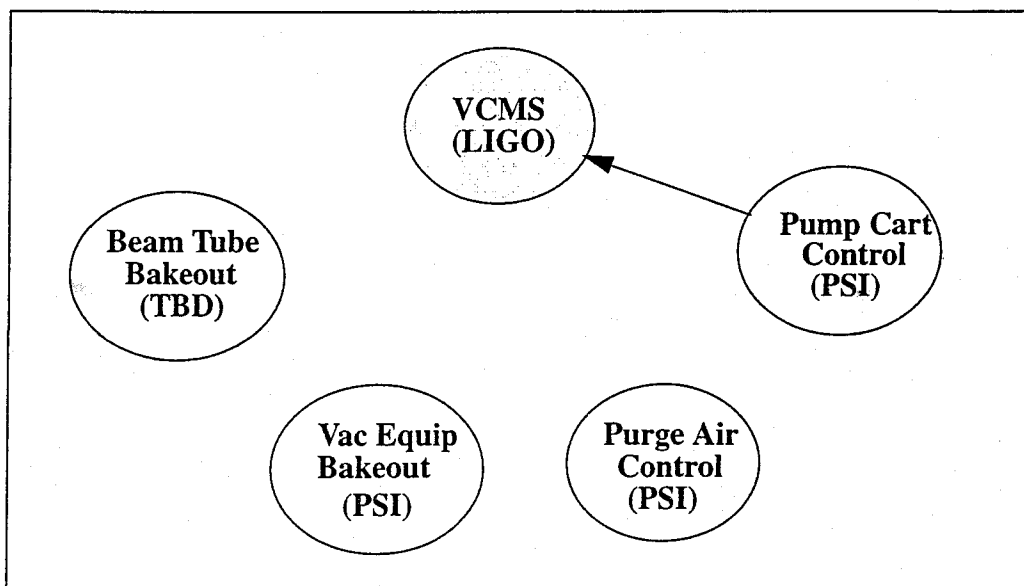 VCMS
(LIGO)
Pump Cart
Control
(PSI)
Beam Tube
Bakeout
(TBD)
Vac Equip
Bakeout
(PSI)
Purge Air
Control
(PSI)